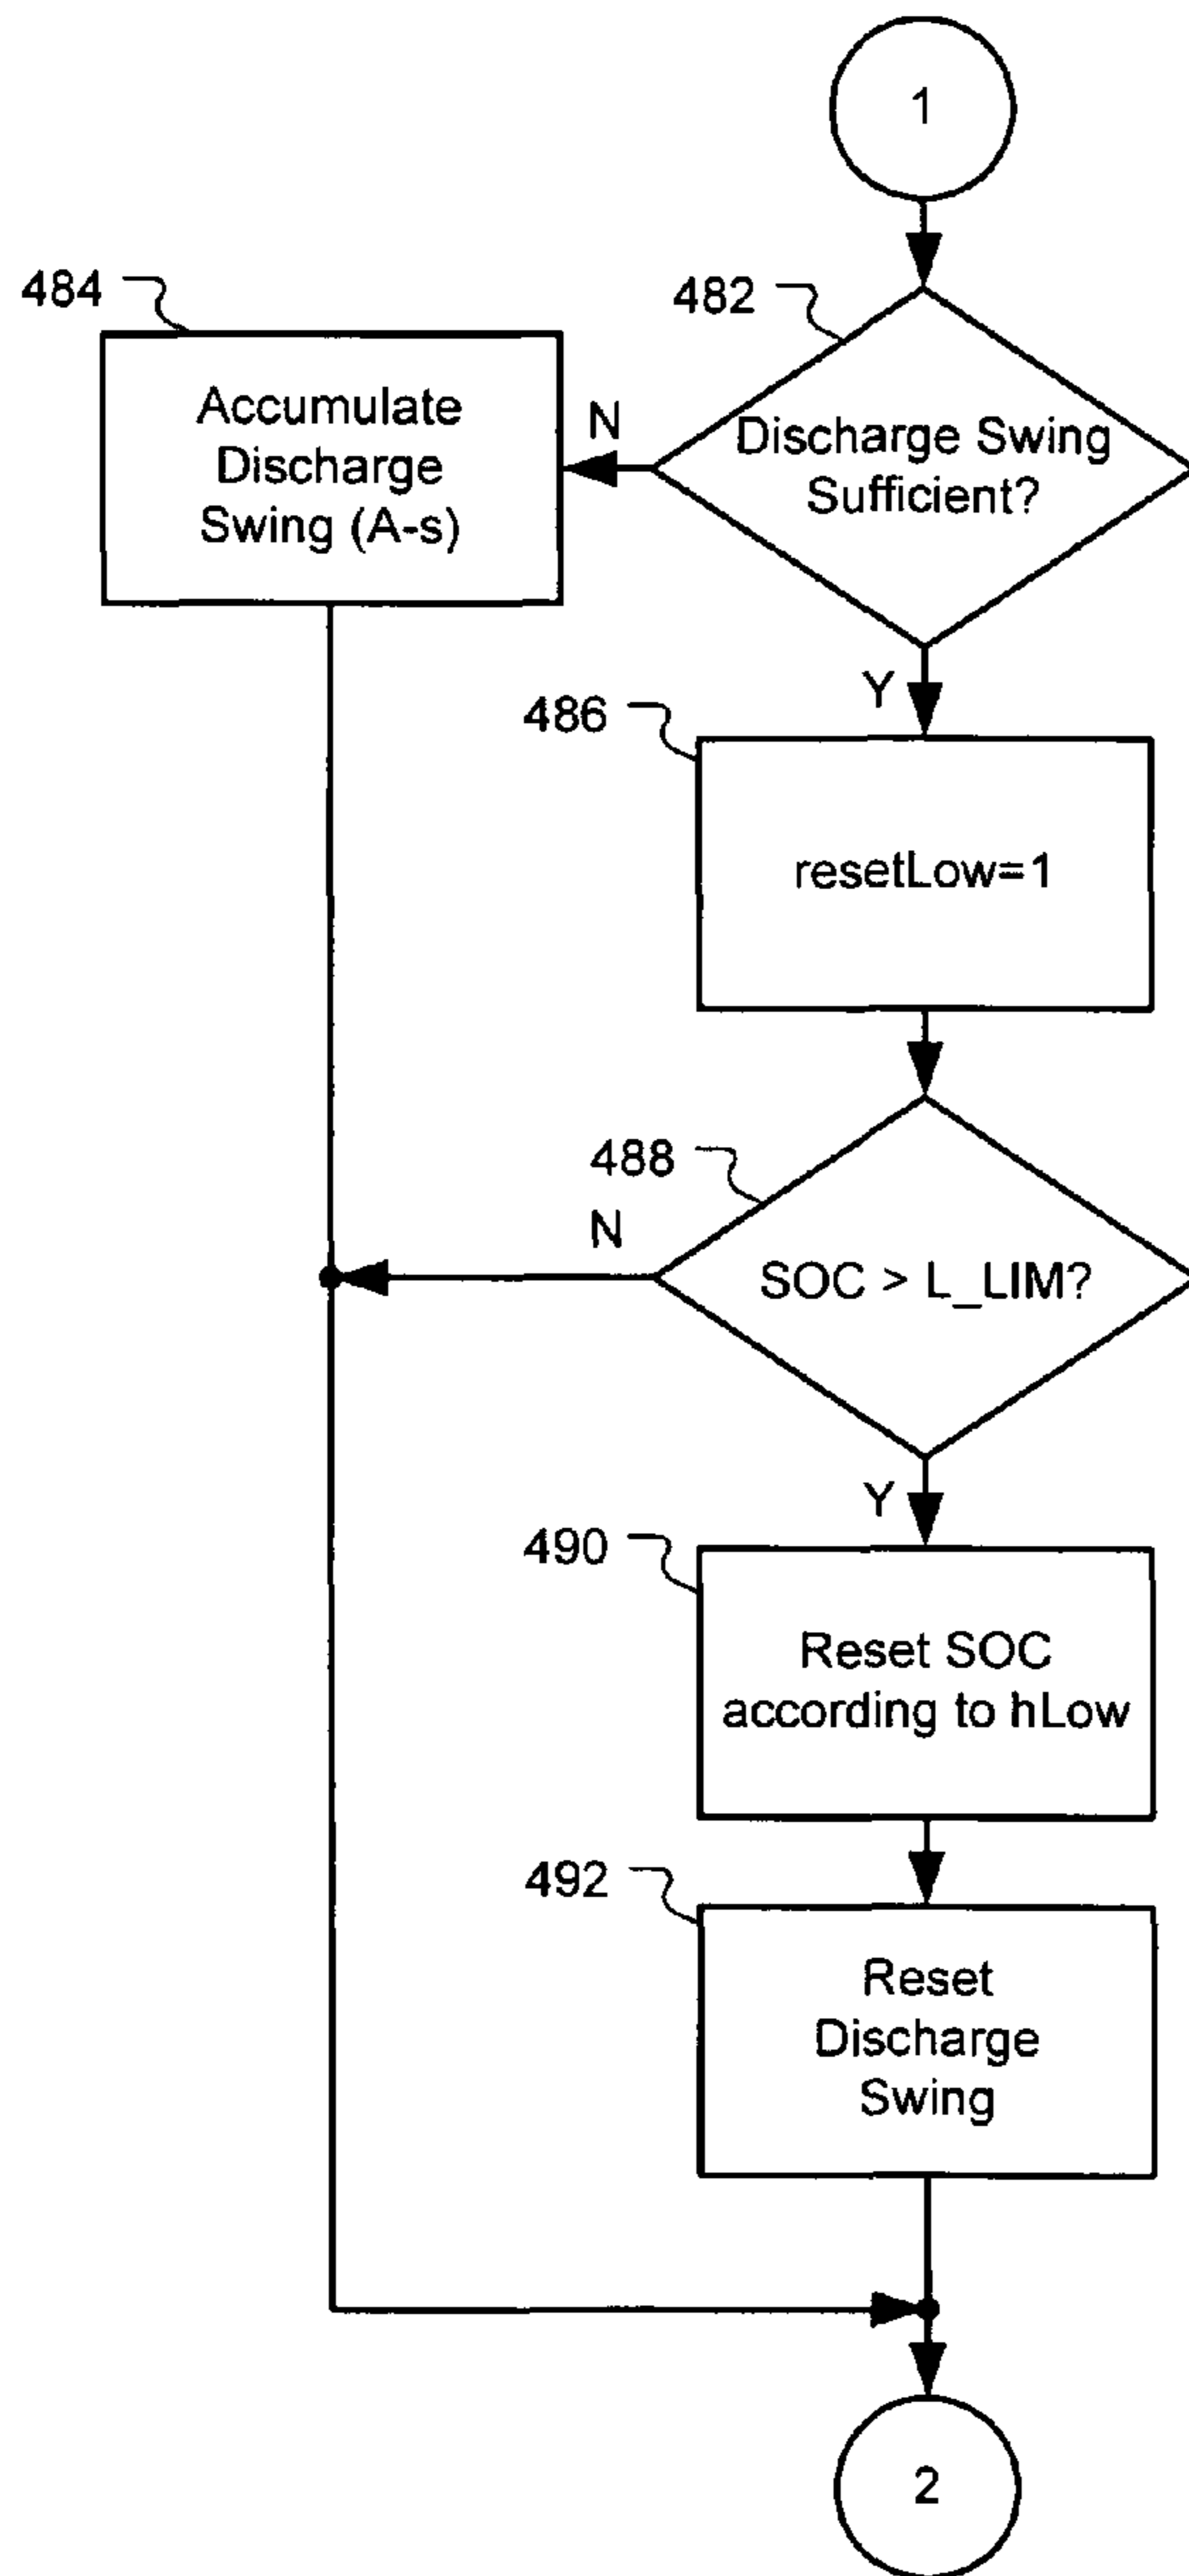 1
484
482
Accumulate
Discharge
Swing (A-s)
N
Discharge Swing
Sufficient?
Y
486
resetLow=1
488
N
SOC > L_LIM?
Y
490
Reset SOC
according to hLow
492
Reset
Discharge
Swing
2